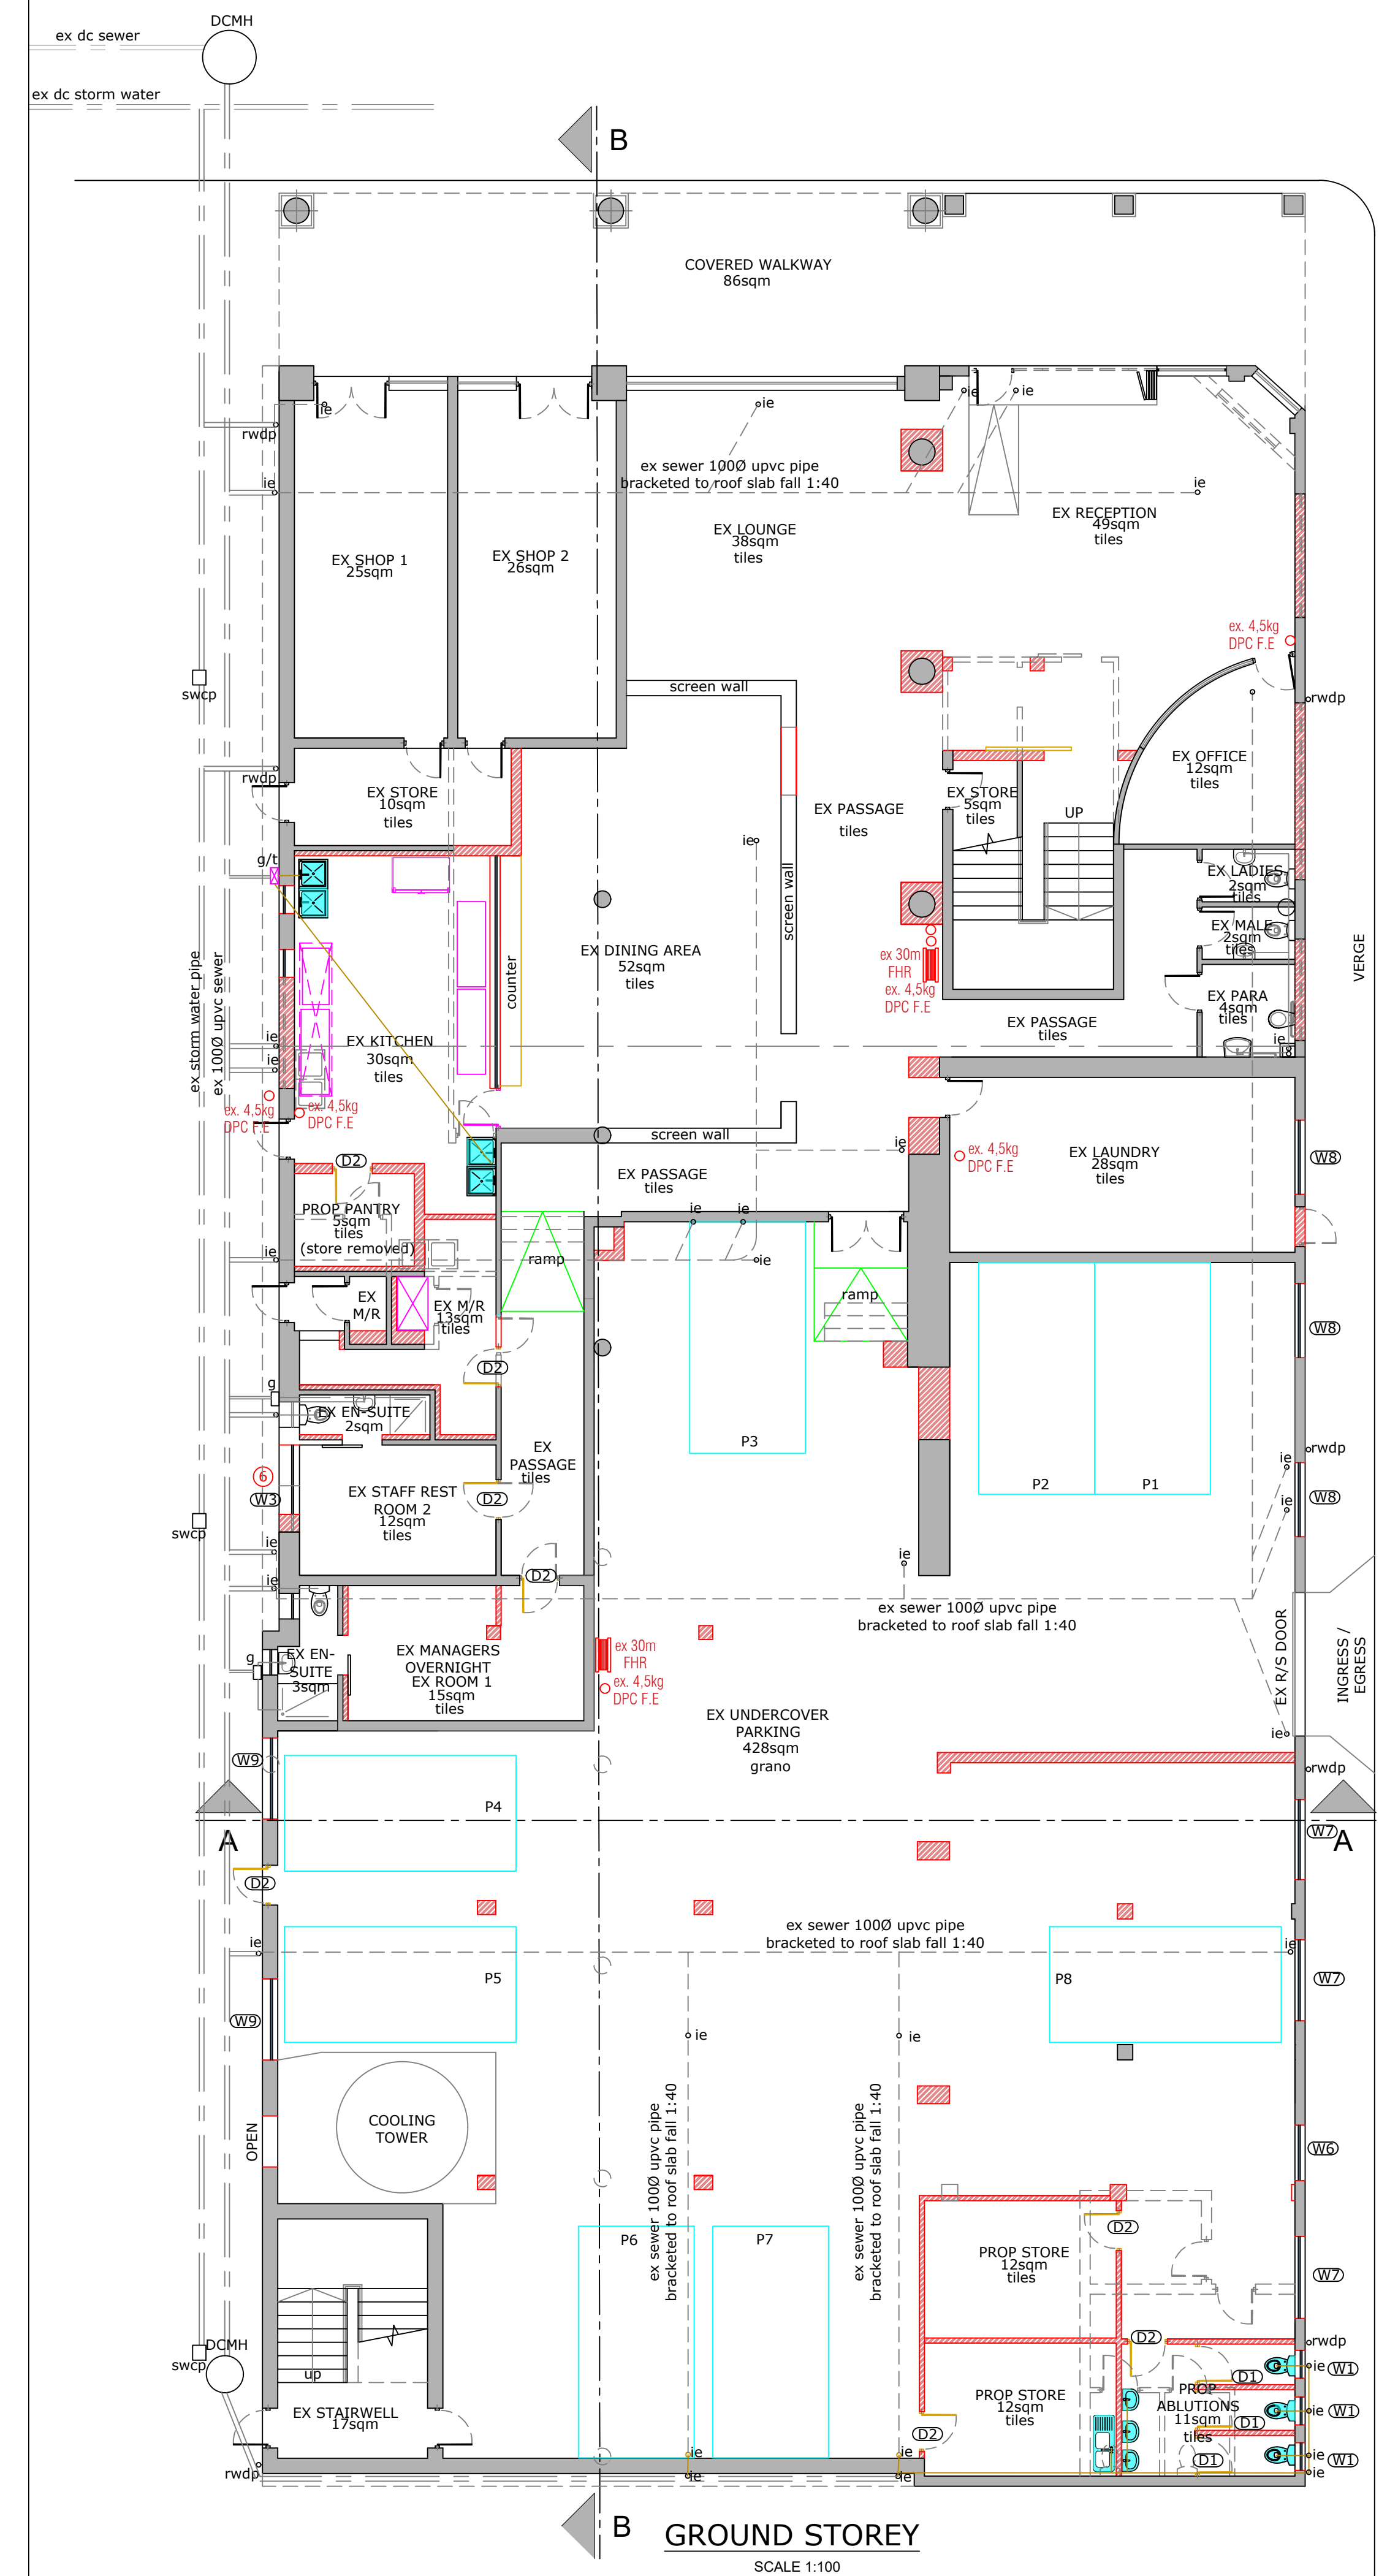 DCMH
ex dc sewer
ex dc storm water
B
COVERED WALKWAY
86sqm
ie
ie
ie
ie
rwdp
ex sewer 100Ø upvc pipe
bracketed to roof slab fall 1:40
ie
ie
EX RECEPTION
49sqm
tiles
EX LOUNGE
38sqm
tiles
EX SHOP 1
25sqm
EX SHOP 2
26sqm
ex. 4,5kg
DPC F.E
screen wall
swcp
rwdp
EX OFFICE
12sqm
tiles
rwdp
EX STORE
10sqm
tiles
EX STORE
5sqm
tiles
EX PASSAGE
tiles
UP
ie
g/t
EX LADIES
2sqm
tiles
screen wall
EX MALE
2sqm
tiles
EX DINING AREA
52sqm
tiles
counter
ex 30m
FHR
ex. 4,5kg
DPC F.E
VERGE
ex storm water pipe
ex 100Ø upvc sewer
EX PARA
4sqm
tiles
EX PASSAGE
tiles
ie
EX KITCHEN
30sqm
tiles
ie
ie
ex. 4,5kg
DPC F.E
ex. 4,5kg
DPC F.E
screen wall
ie
ex. 4,5kg
DPC F.E
EX LAUNDRY
28sqm
tiles
W8
D2
EX PASSAGE
tiles
PROP PANTRY
5sqm
tiles
(store removed)
ie
ie
ie
ramp
ie
ramp
EX
M/R
EX M/R
13sqm
tiles
W8
D2
g
EX EN-SUITE
2sqm
P3
EX
PASSAGE
tiles
rwdp
ie
6
W3
EX STAFF REST
ROOM 2
12sqm
tiles
D2
P2
P1
W8
ie
swcp
ie
ie
ie
D2
ex sewer 100Ø upvc pipe
bracketed to roof slab fall 1:40
EX R/S DOOR
INGRESS /
EGRESS
g
EX EN-
SUITE
3sqm
EX MANAGERS
OVERNIGHT
EX ROOM 1
15sqm
tiles
ex 30m
FHR
ex. 4,5kg
DPC F.E
EX UNDERCOVER
PARKING
428sqm
grano
ie
W9
rwdp
P4
A
W7
A
D2
ex sewer 100Ø upvc pipe
bracketed to roof slab fall 1:40
ie
ie
P5
P8
W7
W9
ie
ie
COOLING
TOWER
OPEN
ex sewer 100Ø upvc pipe
bracketed to roof slab fall 1:40
ex sewer 100Ø upvc pipe
bracketed to roof slab fall 1:40
W6
P6
P7
D2
PROP STORE
12sqm
tiles
W7
DCMH
swcp
up
D2
rwdp
ie
W1
D1
PROP
ABLUTIONS
11sqm
tiles
PROP STORE
12sqm
tiles
EX STAIRWELL
17sqm
D1
ie
W1
D2
ie
ie
D1
ie
W1
rwdp
ie
ie
ie
B
GROUND STOREY
SCALE 1:100